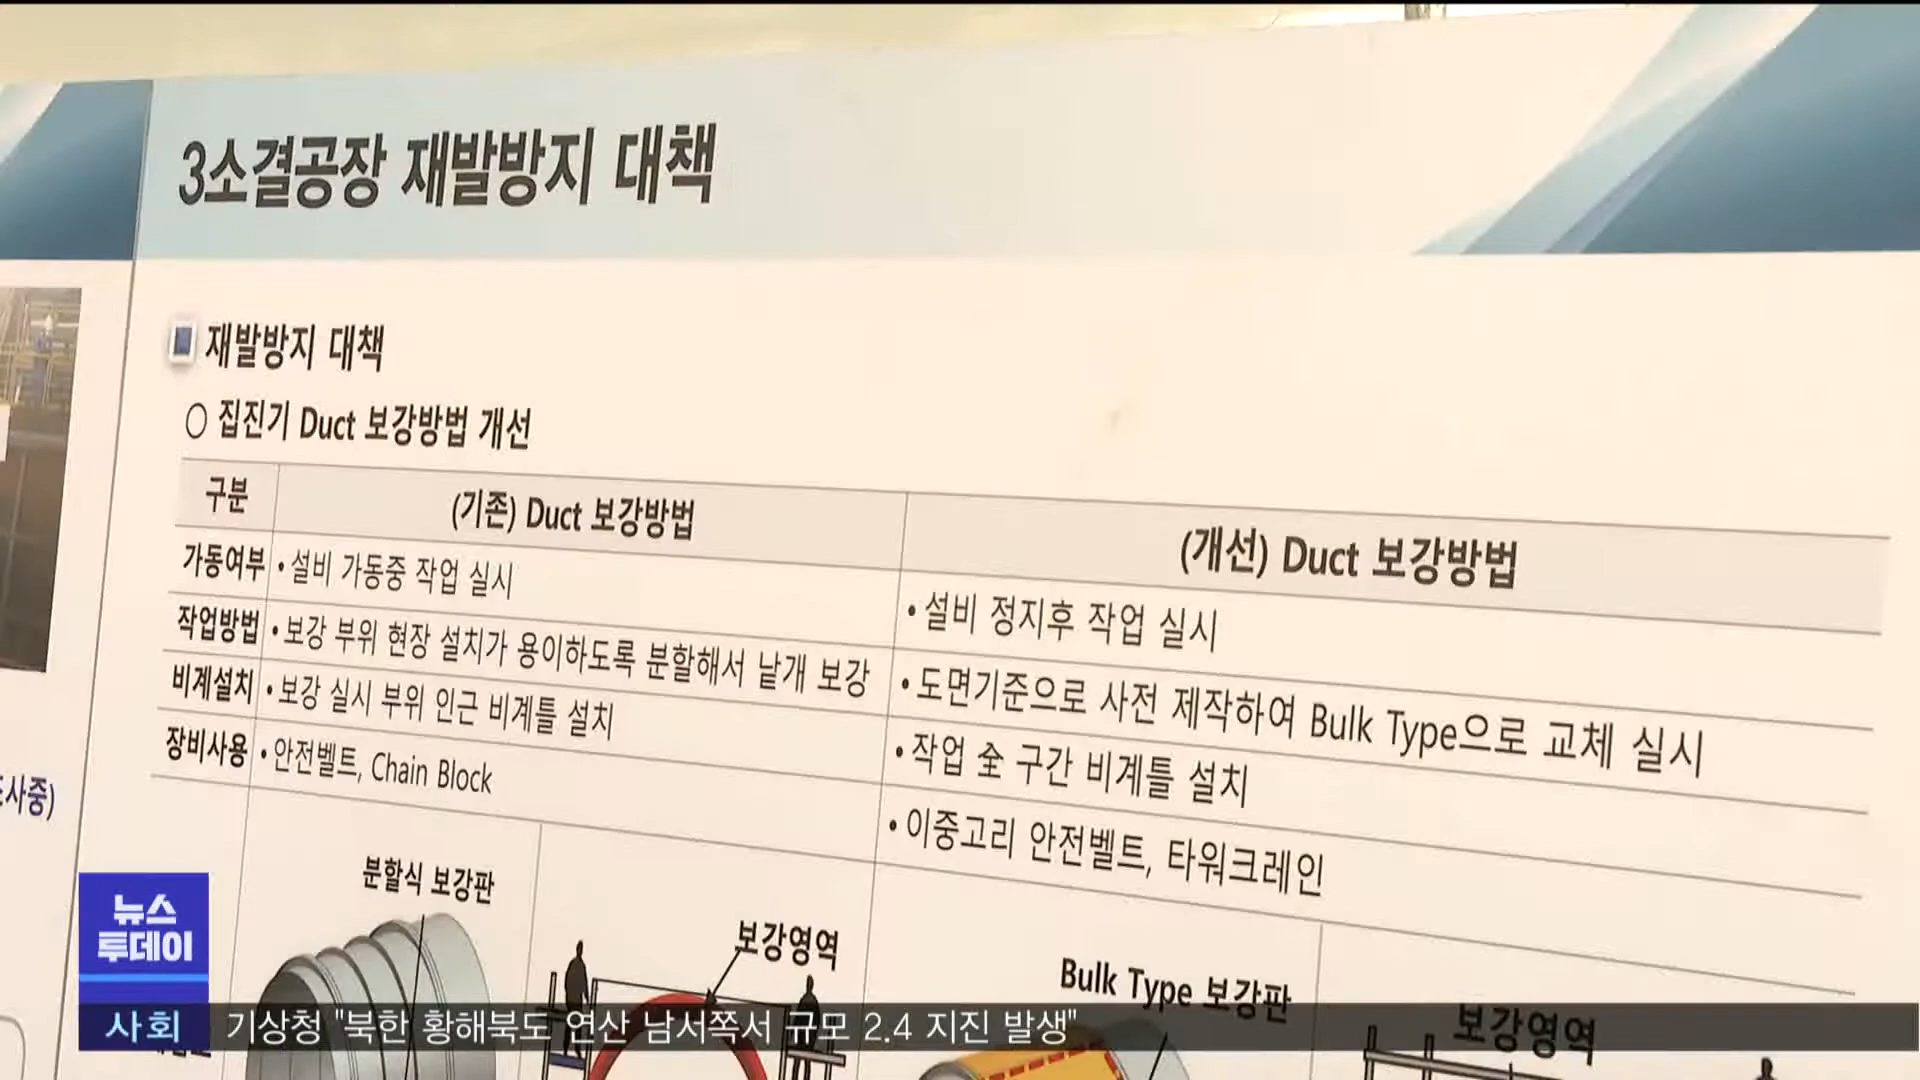 3소결공장 재발방지 대책
재발방지 대책
○ 집진기 Duct 보강방법 개선
구분 (기존) Duct 보강방법 (개선) Duct 보강방법
가동여부 • 설비 가동중 작업 실시 • 설비 정지후 작업 실시
작업방법 • 보강 부위 현장 설치가 용이하도록 분할해서 낱개 보강 • 도면기준으로 사전 제작하여 Bulk Type으로 교체 실시
비계설치 • 보강 실시 부위 인근 비계틀 설치 • 작업 全 구간 비계틀 설치
장비사용 • 안전벨트, Chain Block • 이중고리 안전벨트, 타워크레인
사중)
분할식 보강판
보강영역
Bulk Type 보강판
보강영역
뉴스
투데이
사회 기상청 "북한 황해북도 연산 남서쪽서 규모 2.4 지진 발생"